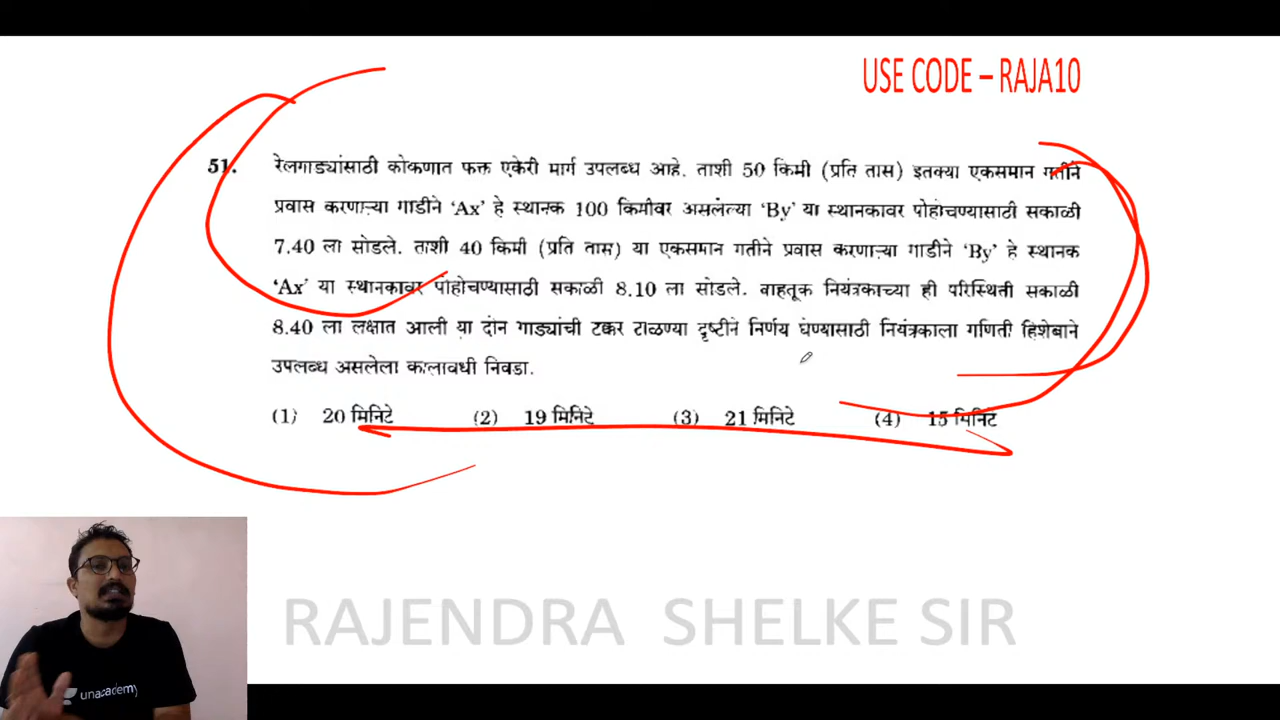 USE CODE – RAJA10
51. रेलगाड्यांसाठी कोकणात फक्त एकेरी मार्ग उपलब्ध आहे. ताशी 50 किमी (प्रति तास) इतक्या एकसमान गतीने
प्रवास करणाऱ्या गाडीने ‘Ax’ हे स्थानक 100 किमीवर असलेल्या ‘By’ या स्थानकावर पोहोचण्यासाठी सकाळी
7.40 ला सोडले. ताशी 40 किमी (प्रति तास) या एकसमान गतीने प्रवास करणाऱ्या गाडीने ‘By’ हे स्थानक
‘Ax’ या स्थानकावर पोहोचण्यासाठी सकाळी 8.10 ला सोडले. वाहतूक नियंत्रकाच्या ही परिस्थिती सकाळी
8.40 ला लक्षात आली या दोन गाड्यांची टक्कर टाळण्या दृष्टीने निर्णय घेण्यासाठी नियंत्रकाला गणिती हिशेबाने
उपलब्ध असलेला कालावधी निवडा.
(1) 20 मिनिटे (2) 19 मिनिटे (3) 21 मिनिटे (4) 15 मिनिट
RAJENDRA SHELKE SIR
unacademy